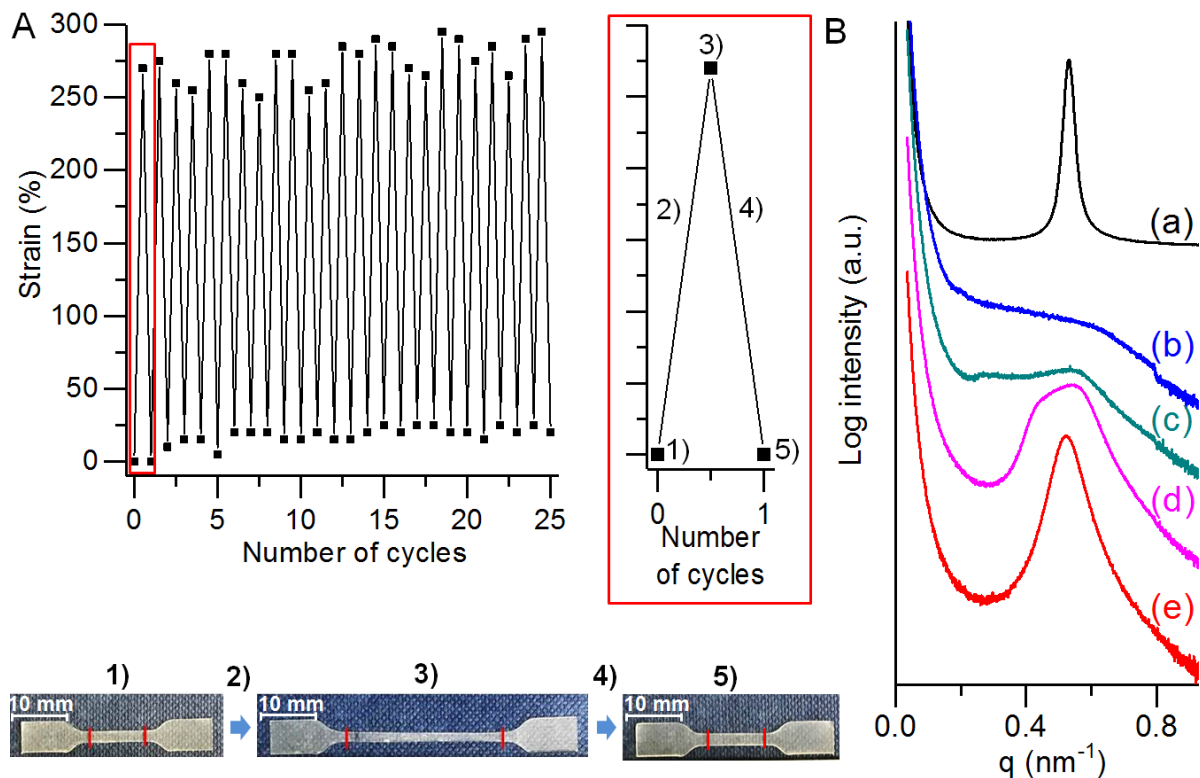 A
300
250
200
150
100
50
0
Strain (%)
0 5 10 15 20 25
Number of cycles
3)
2) 4)
1) 5)
0 1
Number
of cycles
B
(a)
(b)
(c)
(d)
(e)
Log intensity (a.u.)
0.0 0.4 0.8
q (nm⁻¹)
1) 2) 3) 4) 5)
10 mm 10 mm 10 mm